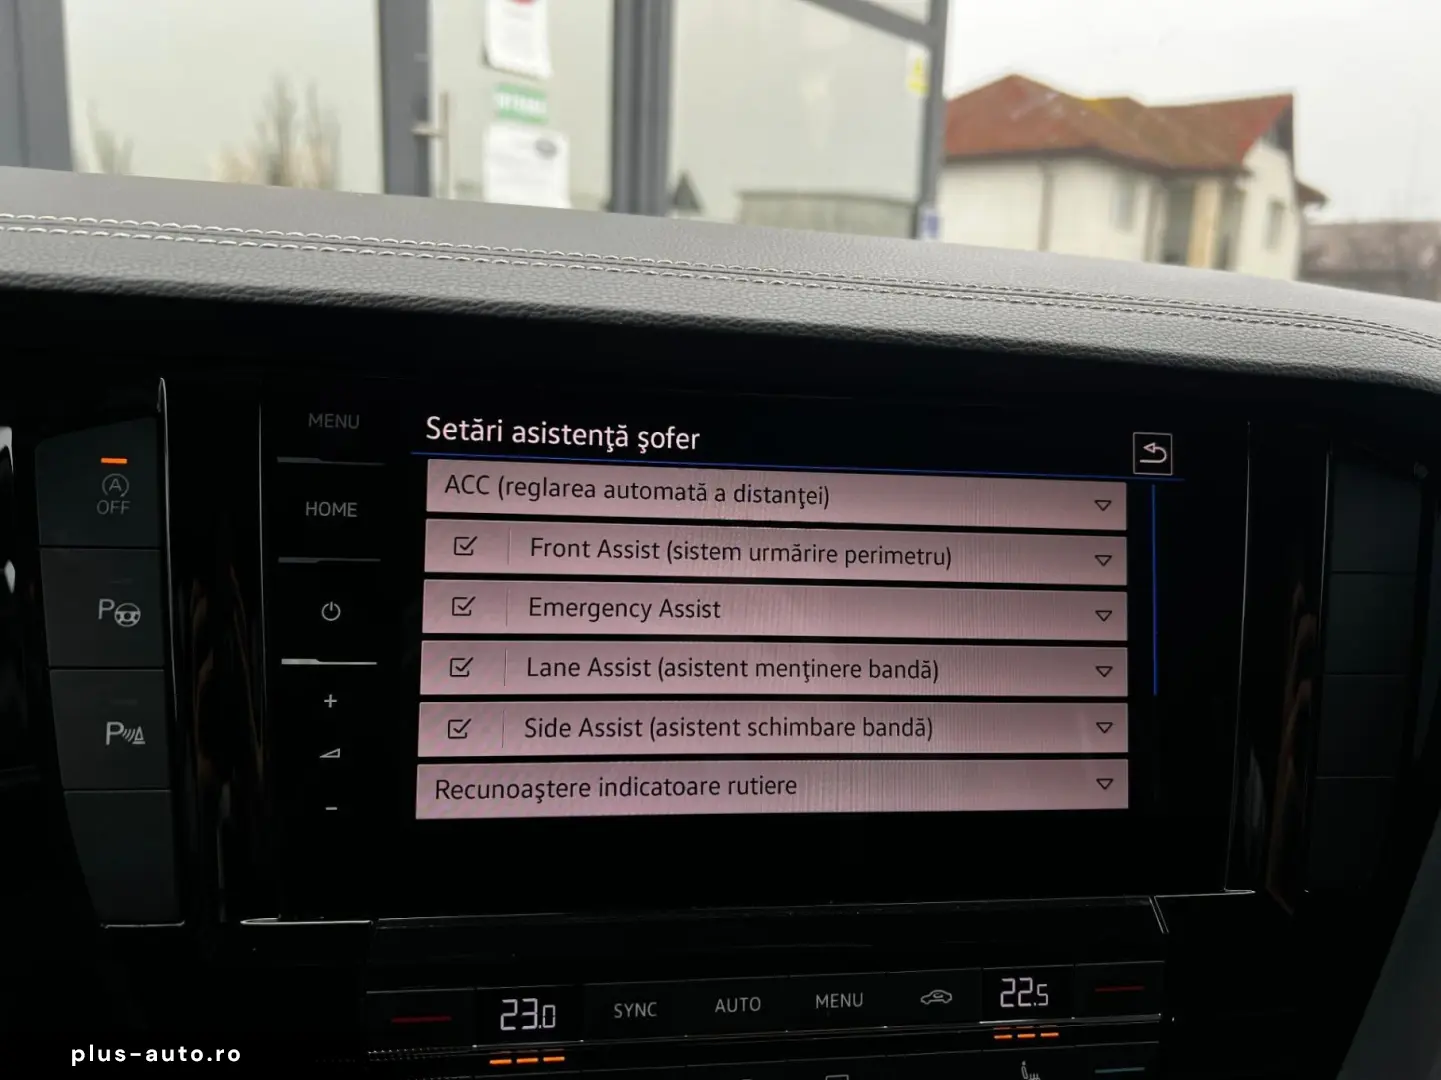 MENU
Setări asistenţă şofer
ACC (reglarea automată a distanţei)
OFF
HOME
Front Assist (sistem urmărire perimetru)
Emergency Assist
P
Lane Assist (asistent menţinere bandă)
+
P
Side Assist (asistent schimbare bandă)
Recunoaştere indicatoare rutiere
-
23.0
SYNC
AUTO
MENU
22.5
plus-auto.ro